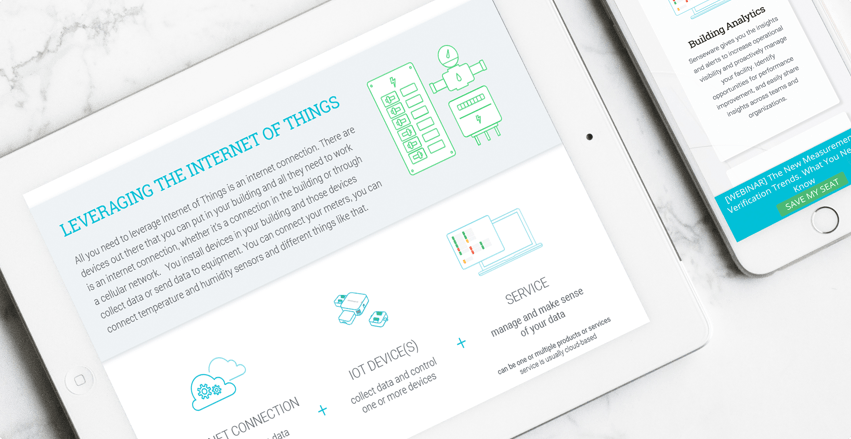 LEVERAGING THE INTERNET OF THINGS
All you need to leverage Internet of Things is an internet connection. There are
devices out there that you can put in your building and all they need to work
is an internet connection, whether it's a connection in the building or through
a cellular network. You install devices in your building and those devices
collect data or send data to equipment. You can connect your meters, you can
connect temperature and humidity sensors and different things like that.
NET CONNECTION
data
+
IOT DEVICE(S)
collect data and control
one or more devices
+
SERVICE
manage and make sense
of your data
can be one or multiple products or services
service is usually cloud-based
Building Analytics
Senseware gives you the insights
and alerts to increase operational
visibility and proactively manage
your facility. Identify
opportunities for performance
improvement, and easily share
insights across teams and
organizations.
[WEBINAR] The New Measuremen
Verification Trends. What You Ne
Know
SAVE MY SEAT